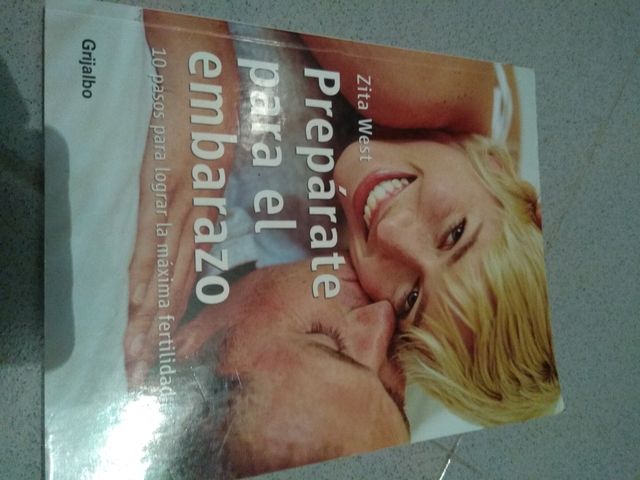 Zita West
Prepárate
para el
embarazo
10 pasos para lograr la máxima fertilidad
Grijalbo